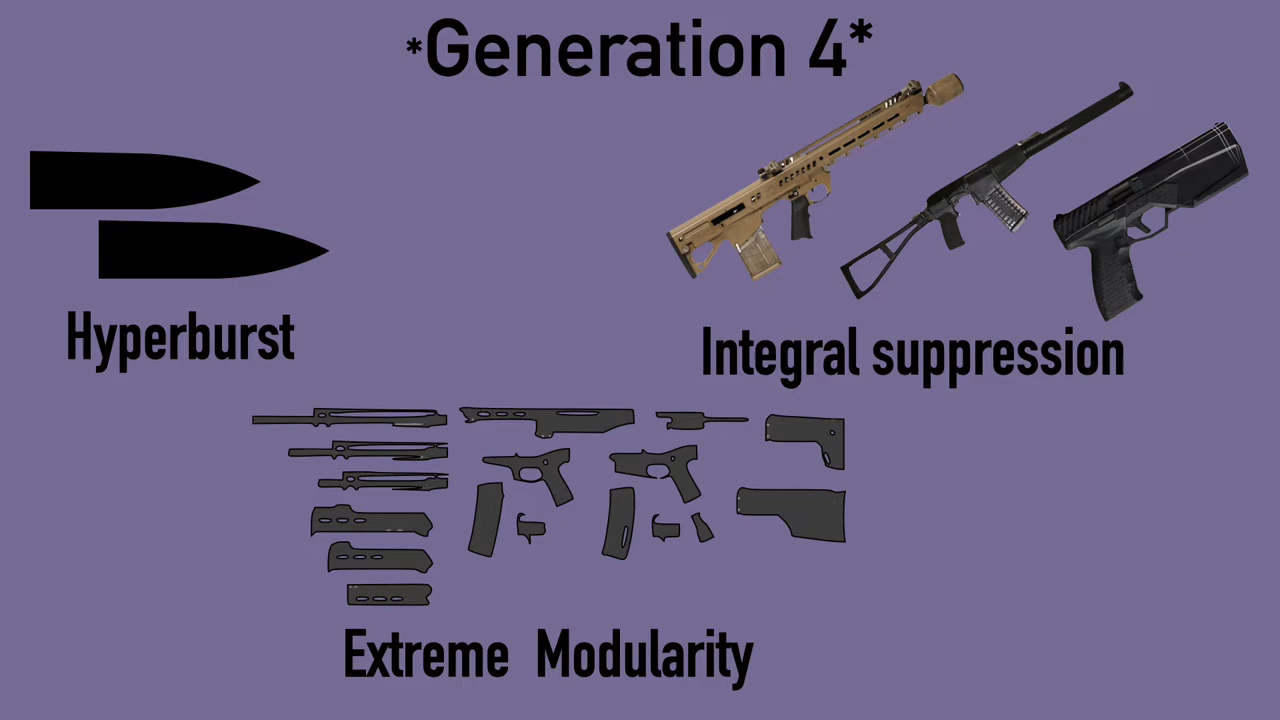 *Generation 4*
Hyperburst
Integral suppression
Extreme Modularity